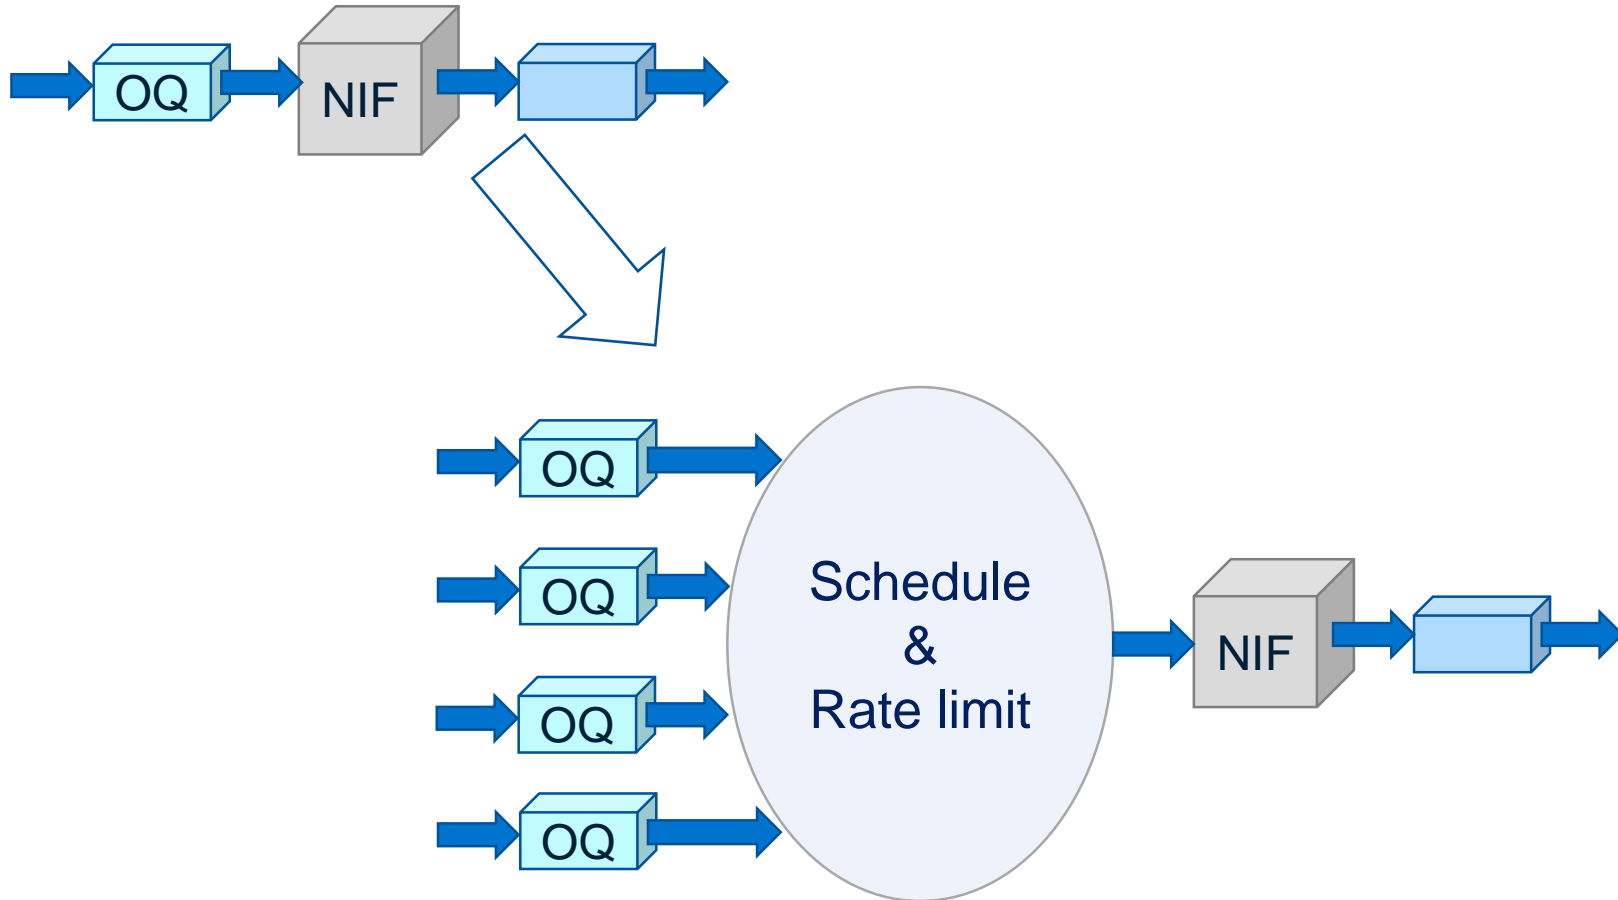 OQ
NIF
OQ
OQ
OQ
OQ
Schedule
&
Rate limit
NIF